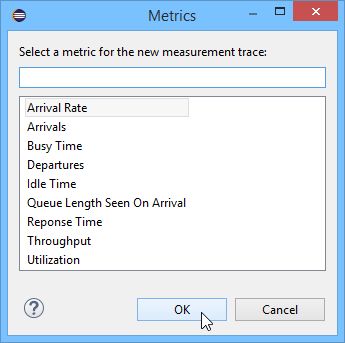 Metrics
Select a metric for the new measurement trace:
Arrival Rate
Arrivals
Busy Time
Departures
Idle Time
Queue Length Seen On Arrival
Reponse Time
Throughput
Utilization
?
OK
Cancel